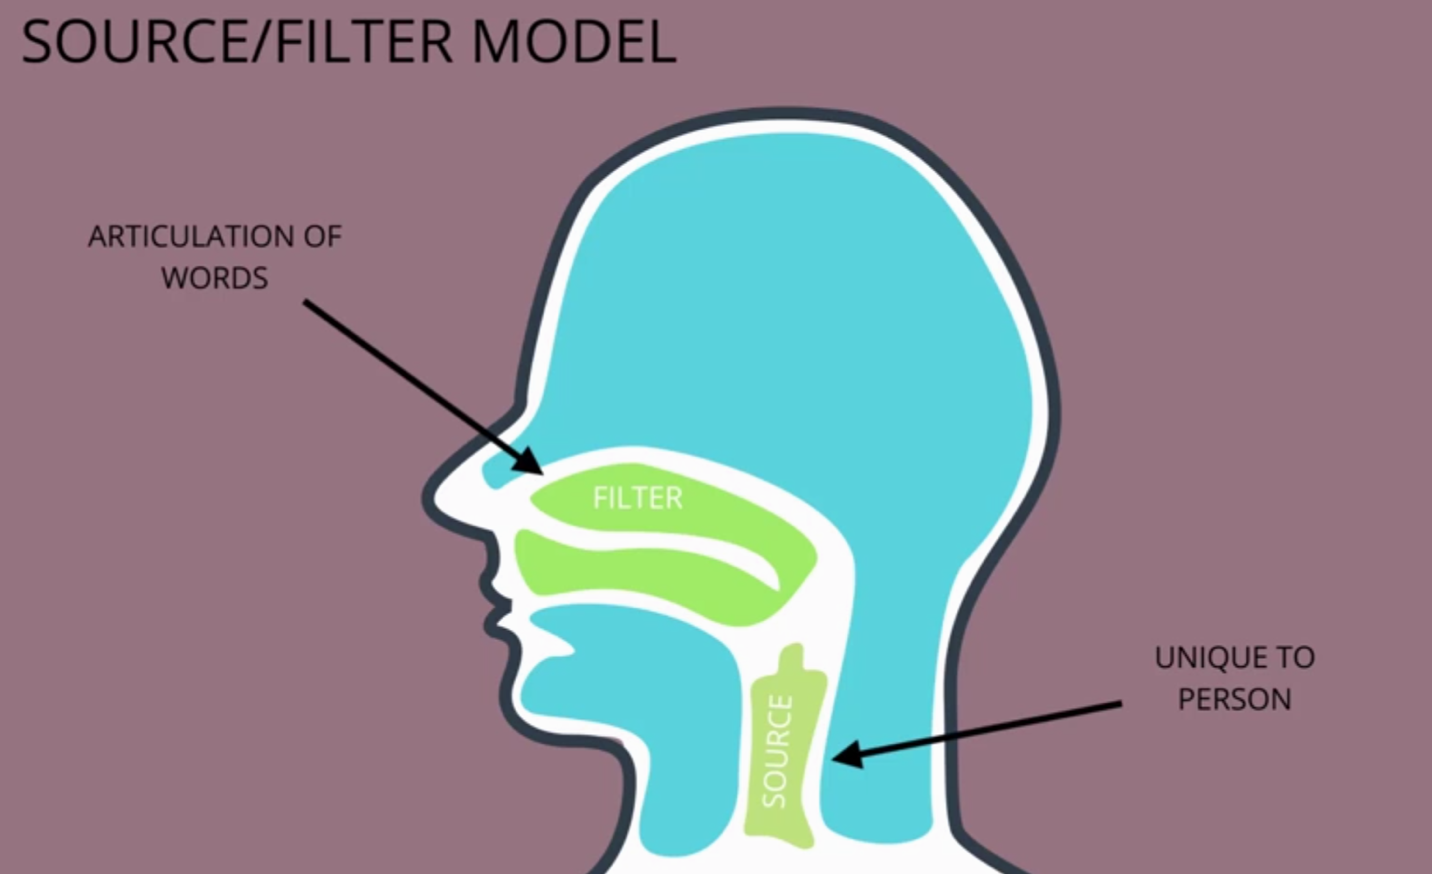 SOURCE/FILTER MODEL
ARTICULATION OF
WORDS
FILTER
SOURCE
UNIQUE TO
PERSON